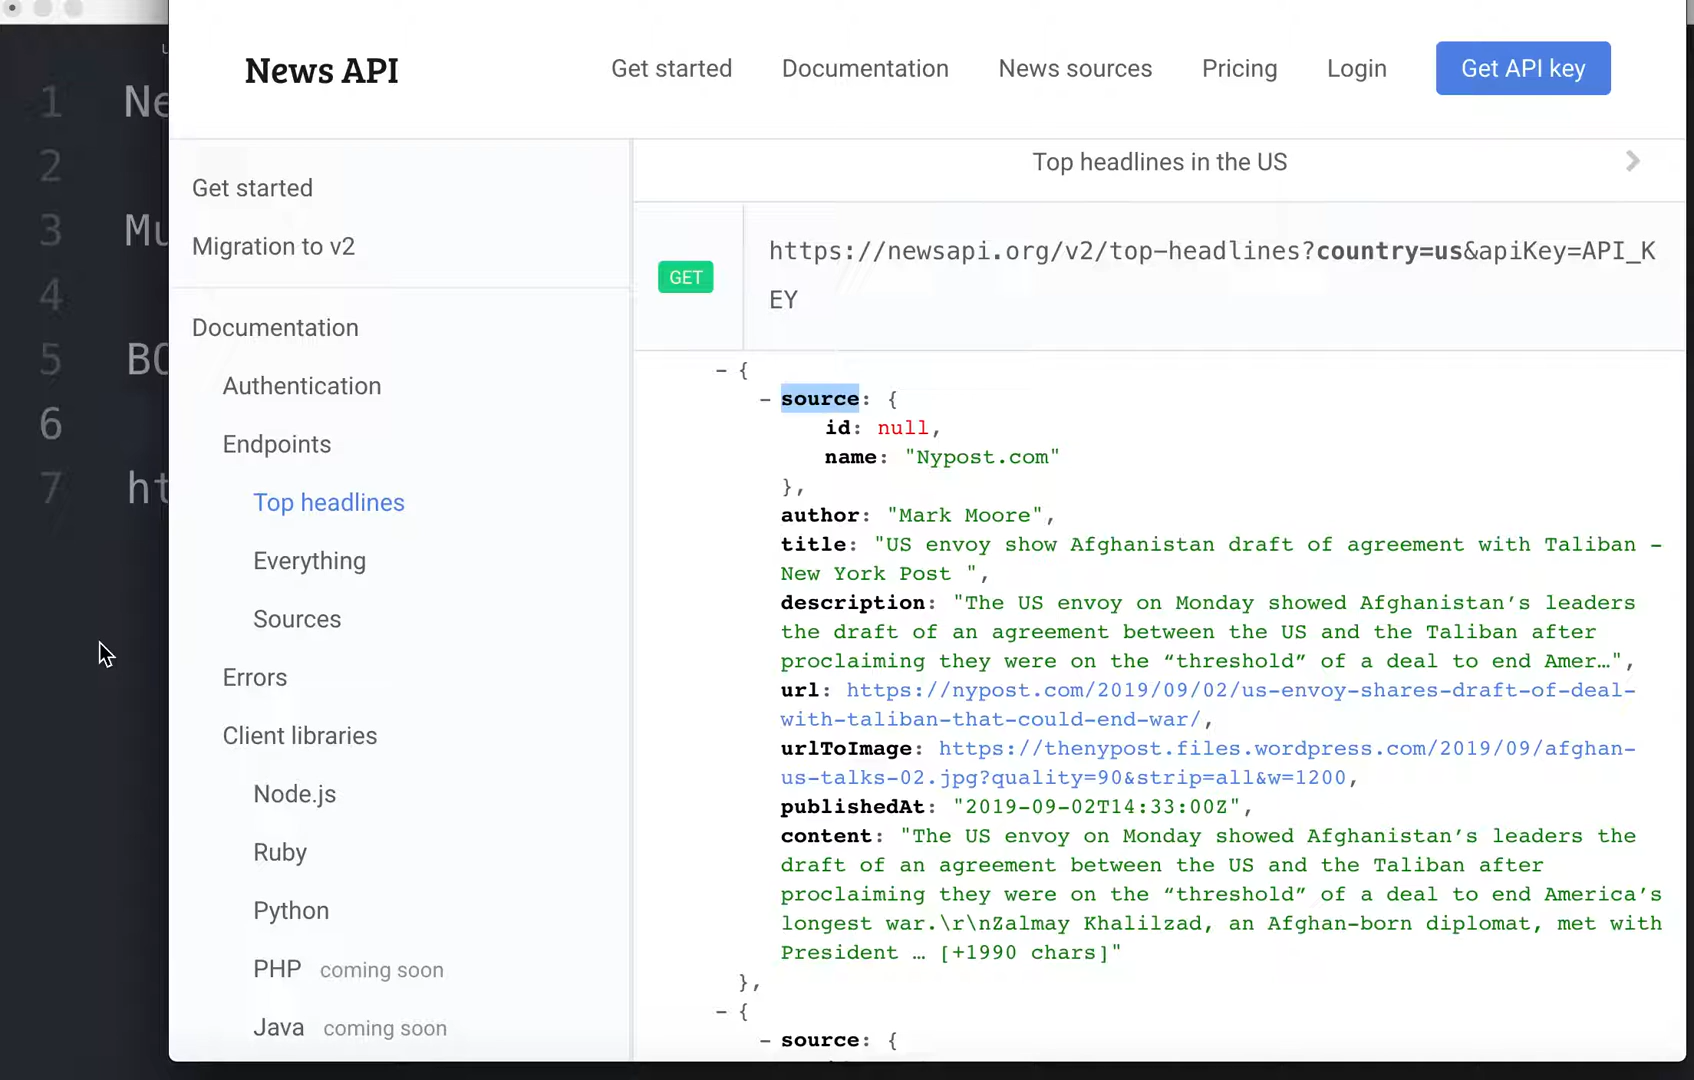 News API
Get started
Documentation
News sources
Pricing
Login
Get API key
1 Ne
2
3 Mu
4
5
6
7 ht
Get started
Migration to v2
Documentation
Authentication
Endpoints
Top headlines
Everything
Sources
Errors
Client libraries
Node.js
Ruby
Python
PHP coming soon
Java coming soon
Top headlines in the US
GET
https://newsapi.org/v2/top-headlines?country=us&apiKey=API_K
EY
– {
– source: {
id: null,
name: "Nypost.com"
},
author: "Mark Moore",
title: "US envoy show Afghanistan draft of agreement with Taliban –
New York Post ",
description: "The US envoy on Monday showed Afghanistan’s leaders
the draft of an agreement between the US and the Taliban after
proclaiming they were on the “threshold” of a deal to end Amer…",
url: https://nypost.com/2019/09/02/us-envoy-shares-draft-of-deal-
with-taliban-that-could-end-war/,
urlToImage: https://thenypost.files.wordpress.com/2019/09/afghan-
us-talks-02.jpg?quality=90&strip=all&w=1200,
publishedAt: "2019-09-02T14:33:00Z",
content: "The US envoy on Monday showed Afghanistan’s leaders the
draft of an agreement between the US and the Taliban after
proclaiming they were on the “threshold” of a deal to end America’s
longest war.\r\nZalmay Khalilzad, an Afghan-born diplomat, met with
President … [+1990 chars]"
},
– {
– source: {